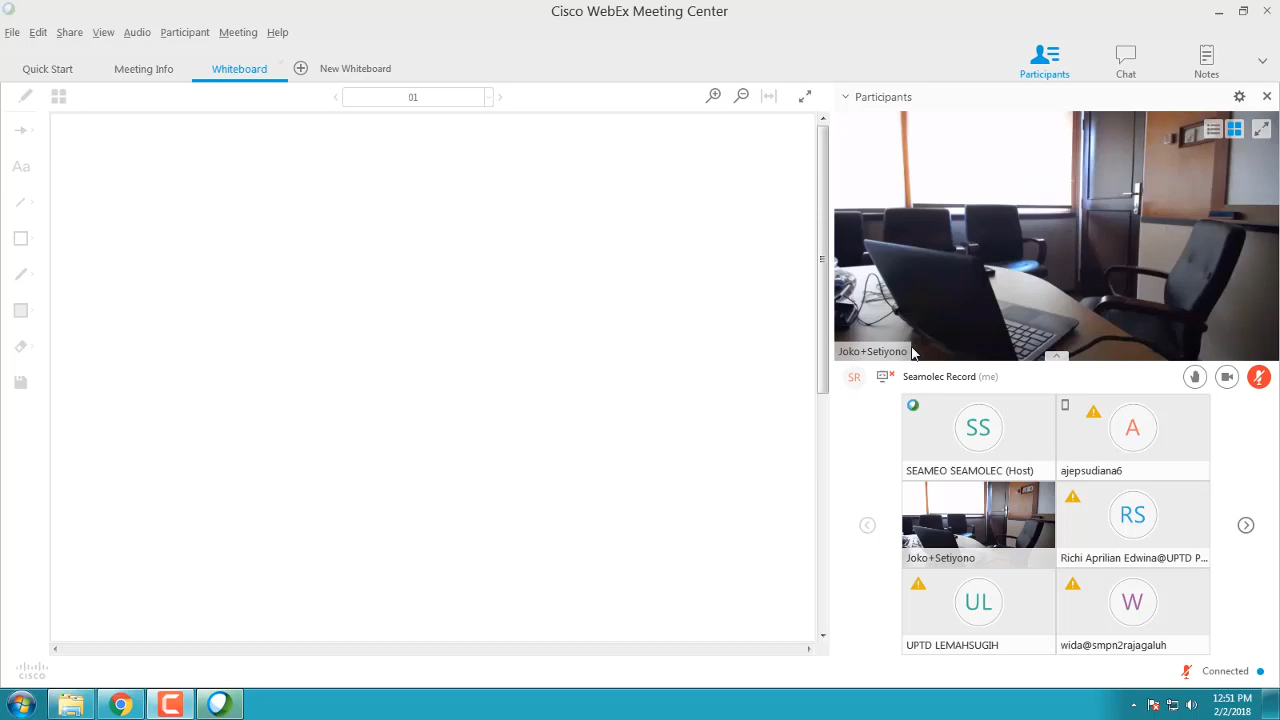 Cisco WebEx Meeting Center
File Edit Share View Audio Participant Meeting Help
Quick Start Meeting Info Whiteboard New Whiteboard
Participants Chat Notes
01
Participants
Aa
Joko+Setiyono
SR Seamolec Record (me)
SS A
SEAMEO SEAMOLEC (Host) ajepsudiana6
RS
Joko+Setiyono Richi Aprilian Edwina@UPTD P...
UL W
UPTD LEMAHSUGIH wida@smpn2rajagaluh
cisco Connected
12:51 PM
2/2/2018